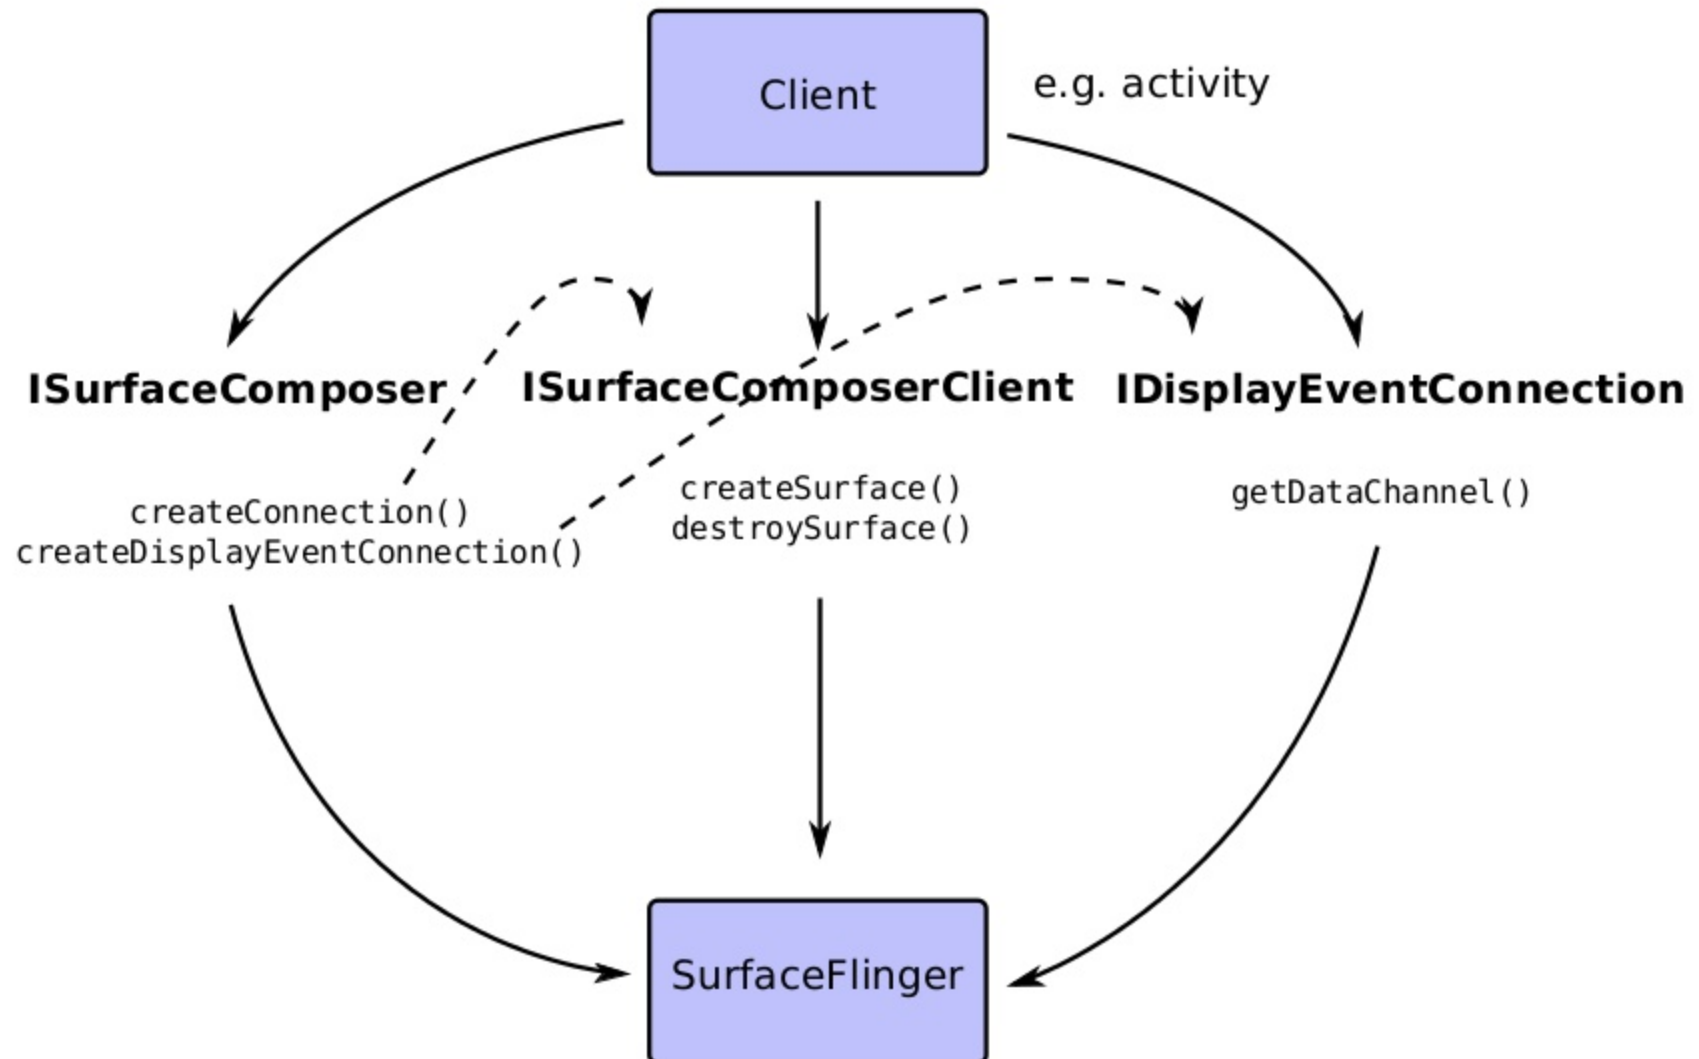 Client
e.g. activity
ISurfaceComposer
ISurfaceComposerClient
IDisplayEventConnection
createConnection()
createDisplayEventConnection()
createSurface()
destroySurface()
getDataChannel()
SurfaceFlinger